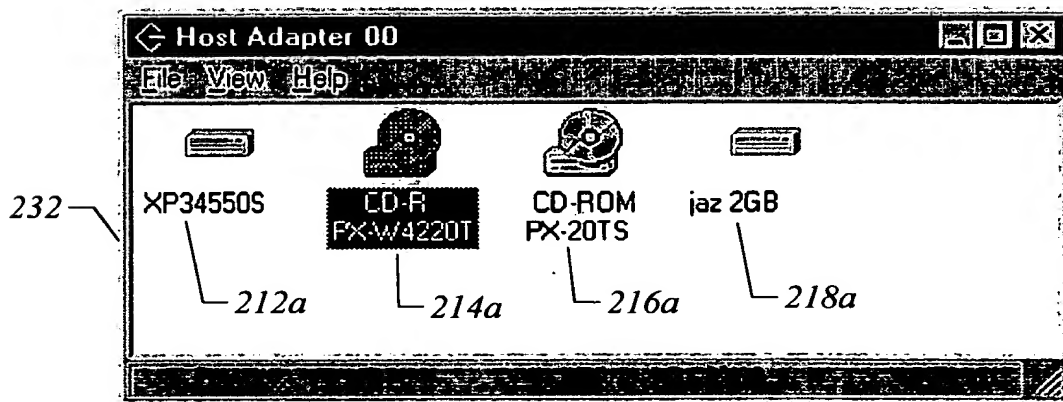 Host Adapter 00
File View Help
XP34550S
CD-R
PX-W4220T
CD-ROM
PX-20TS
jaz 2GB
232
212a
214a
216a
218a